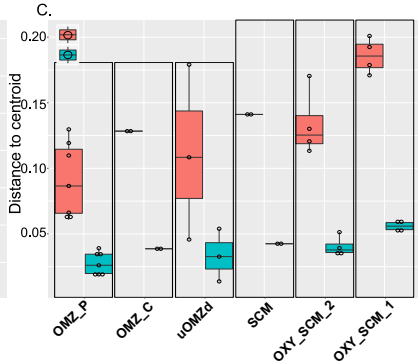 C.
Distance to centroid
0.20
0.15
0.10
0.05
OMZ_P
OMZ_C
uOMZd
SCM
OXY_SCM_2
OXY_SCM_1